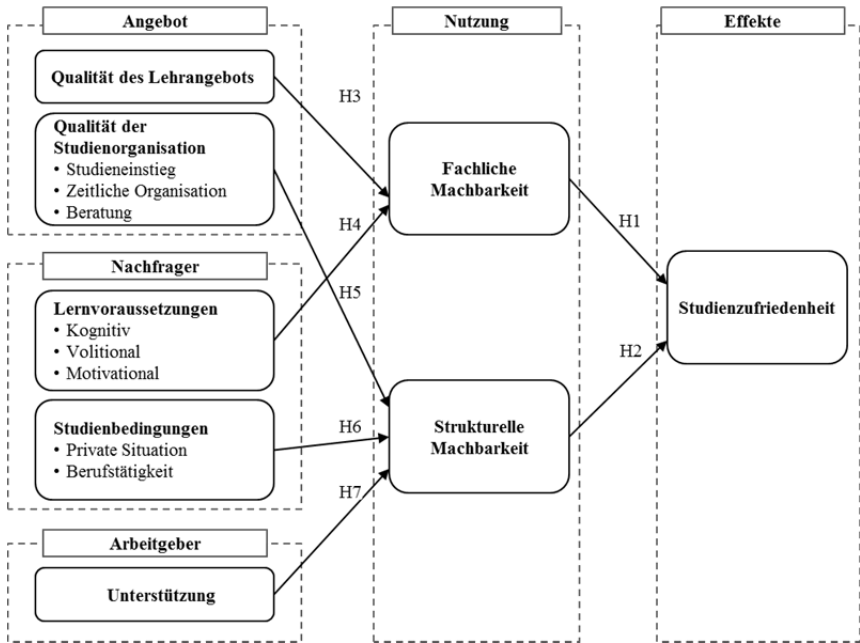 Angebot
Nutzung
Effekte
Qualität des Lehrangebots
Qualität der
Studienorganisation
• Studieneinstieg
• Zeitliche Organisation
• Beratung
Nachfrager
Lernvoraussetzungen
• Kognitiv
• Volitional
• Motivational
Studienbedingungen
• Private Situation
• Berufstätigkeit
Arbeitgeber
Unterstützung
H3
H4
H5
H6
H7
Fachliche
Machbarkeit
Strukturelle
Machbarkeit
H1
H2
Studienzufriedenheit